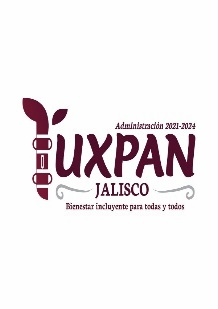 Administración 2021-2024
TUXPAN
JALISCO
Bienestar incluyente para todas y todos